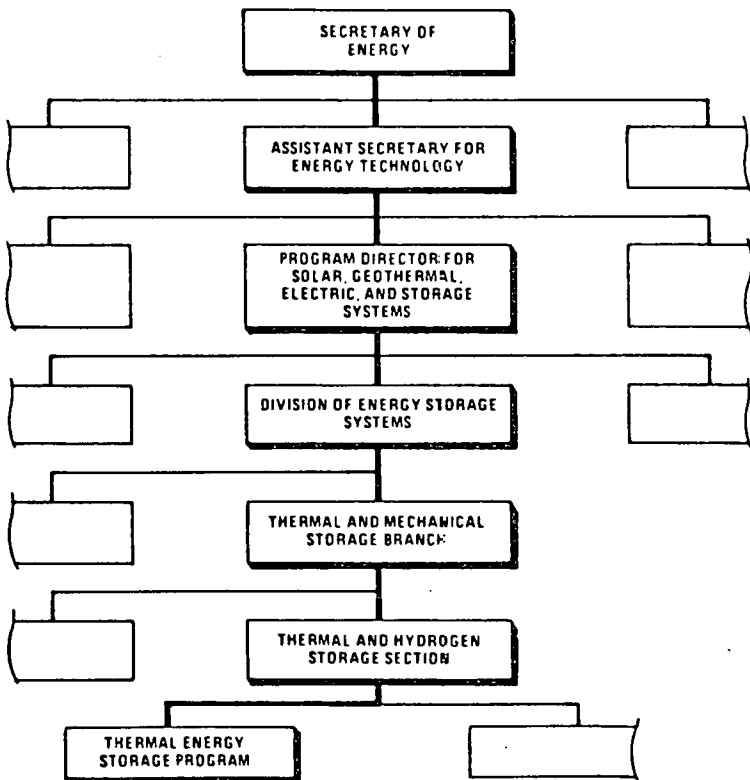 SECRETARY OF
ENERGY
ASSISTANT SECRETARY FOR
ENERGY TECHNOLOGY
PROGRAM DIRECTOR FOR
SOLAR, GEOTHERMAL,
ELECTRIC, AND STORAGE
SYSTEMS
DIVISION OF ENERGY STORAGE
SYSTEMS
THERMAL AND MECHANICAL
STORAGE BRANCH
THERMAL AND HYDROGEN
STORAGE SECTION
THERMAL ENERGY
STORAGE PROGRAM